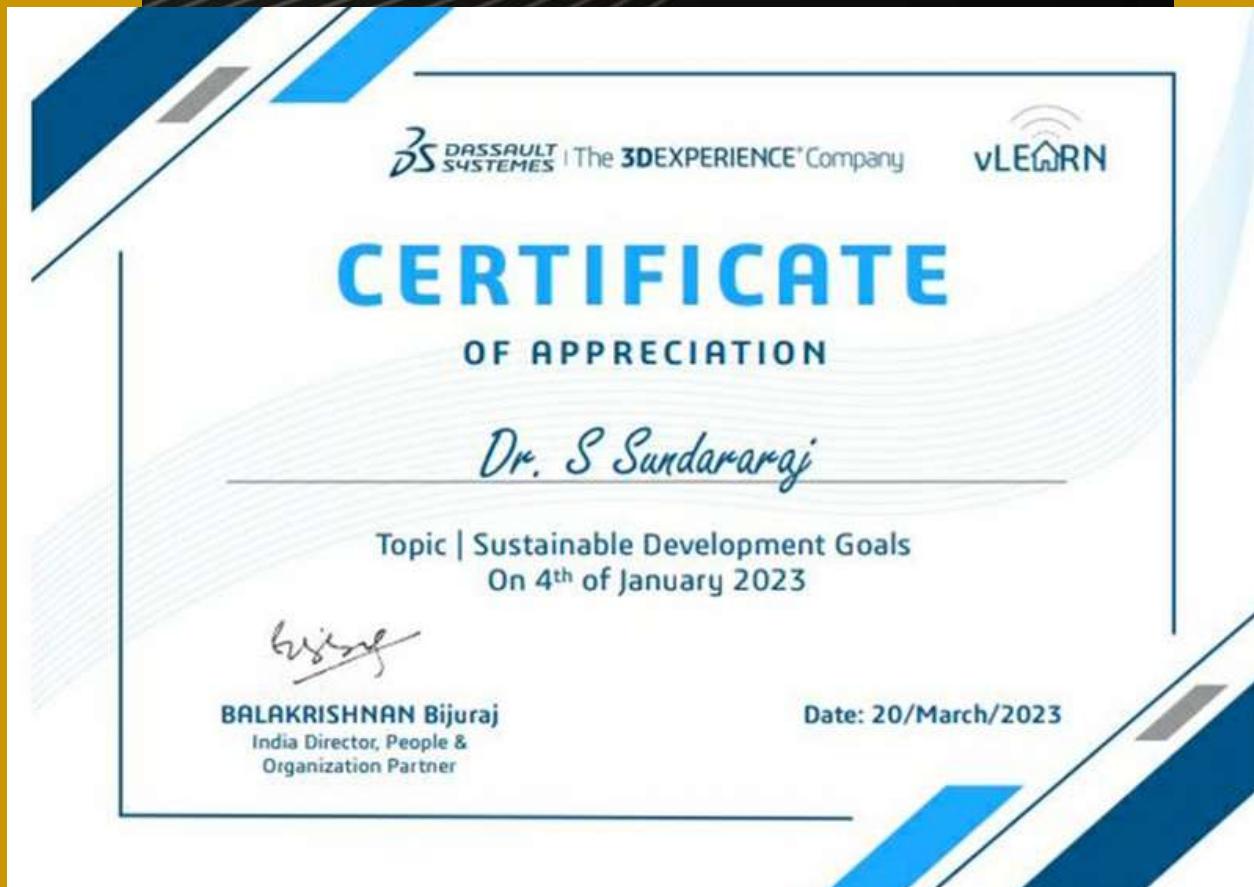 3S DASSAULT SYSTEMES | The 3DEXPERIENCE® Company
vLEARN
CERTIFICATE
OF APPRECIATION
Dr. S Sundararaj
Topic | Sustainable Development Goals
On 4th of January 2023
BALAKRISHNAN Bijuraj
India Director, People &
Organization Partner
Date: 20/March/2023